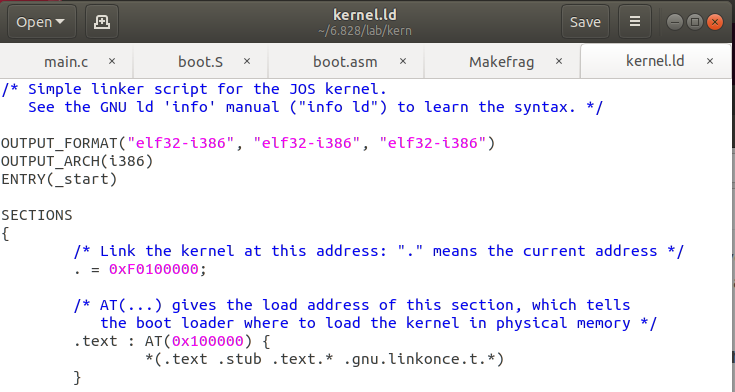 Open
kernel.ld
~/6.828/lab/kern
Save
main.c × boot.S × boot.asm × Makefrag × kernel.ld ×
/* Simple linker script for the JOS kernel.
   See the GNU ld 'info' manual ("info ld") to learn the syntax. */

OUTPUT_FORMAT("elf32-i386", "elf32-i386", "elf32-i386")
OUTPUT_ARCH(i386)
ENTRY(_start)

SECTIONS
{
        /* Link the kernel at this address: "." means the current address */
        . = 0xF0100000;

        /* AT(...) gives the load address of this section, which tells
           the boot loader where to load the kernel in physical memory */
        .text : AT(0x100000) {
                *(.text .stub .text.* .gnu.linkonce.t.*)
        }